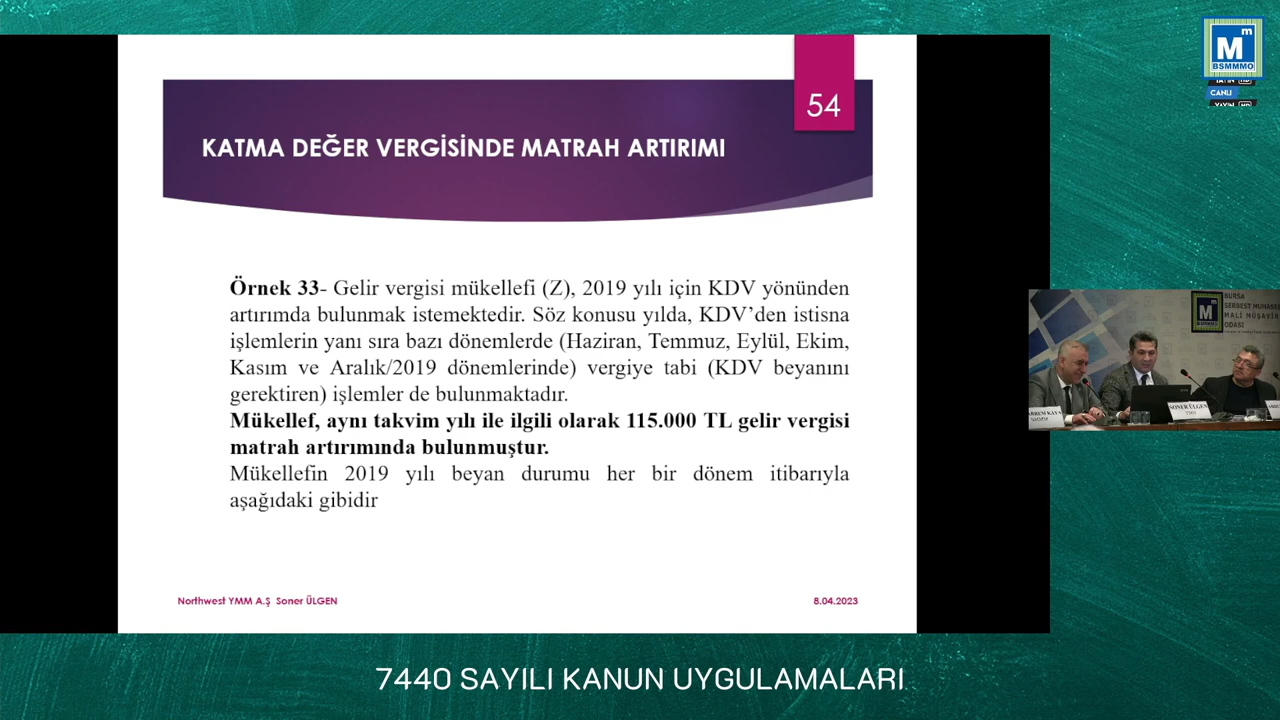 M m
BSMMMO
CANLI
54
KATMA DEĞER VERGİSİNDE MATRAH ARTIRIMI
Örnek 33- Gelir vergisi mükellefi (Z), 2019 yılı için KDV yönünden
artırımda bulunmak istemektedir. Söz konusu yılda, KDV’den istisna
işlemlerin yanı sıra bazı dönemlerde (Haziran, Temmuz, Eylül, Ekim,
Kasım ve Aralık/2019 dönemlerinde) vergiye tabi (KDV beyanını
gerektiren) işlemler de bulunmaktadır.
Mükellef, aynı takvim yılı ile ilgili olarak 115.000 TL gelir vergisi
matrah artırımında bulunmuştur.
Mükellefin 2019 yılı beyan durumu her bir dönem itibarıyla
aşağıdaki gibidir
Northwest YMM A.Ş Soner ÜLGEN
8.04.2023
BURSA
SERBEST MUHASE
MALİ MÜŞAVİR
ODASI
M m
BSMMMO
SONER ÜLGEN
7440 SAYILI KANUN UYGULAMALARI